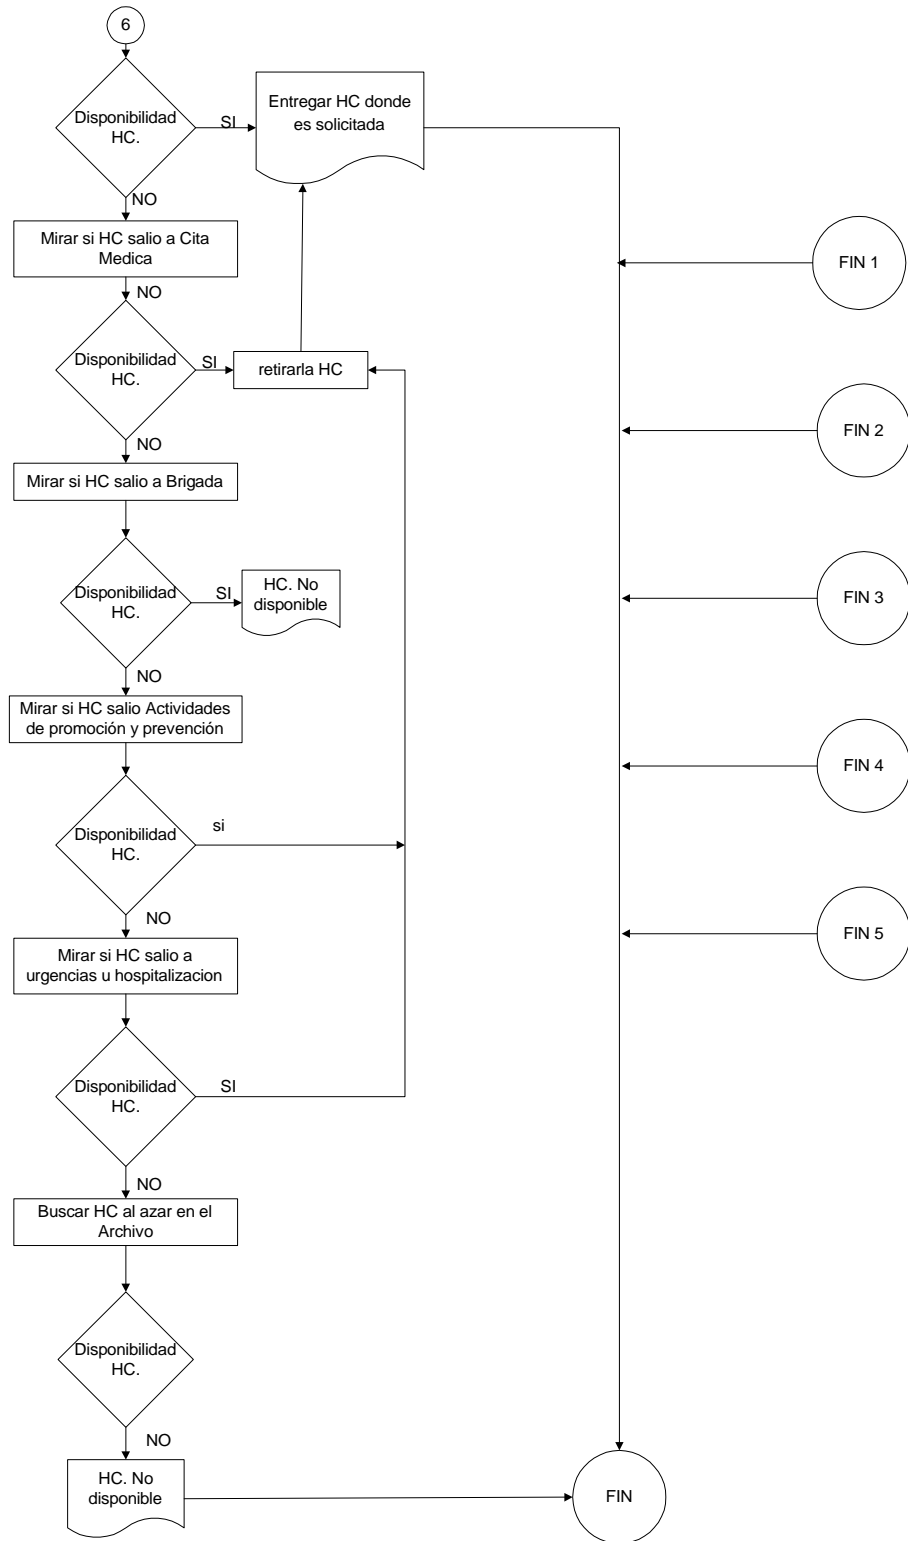 6
Disponibilidad
HC.
SI
Entregar HC donde
es solicitada
NO
Mirar si HC salio a Cita
Medica
FIN 1
NO
Disponibilidad
HC.
SI
retirarla HC
FIN 2
NO
Mirar si HC salio a Brigada
Disponibilidad
HC.
SI
HC. No
disponible
FIN 3
NO
Mirar si HC salio Actividades
de promoción y prevención
FIN 4
Disponibilidad
HC.
si
NO
Mirar si HC salio a
urgencias u hospitalizacion
FIN 5
Disponibilidad
HC.
SI
NO
Buscar HC al azar en el
Archivo
Disponibilidad
HC.
NO
HC. No
disponible
FIN